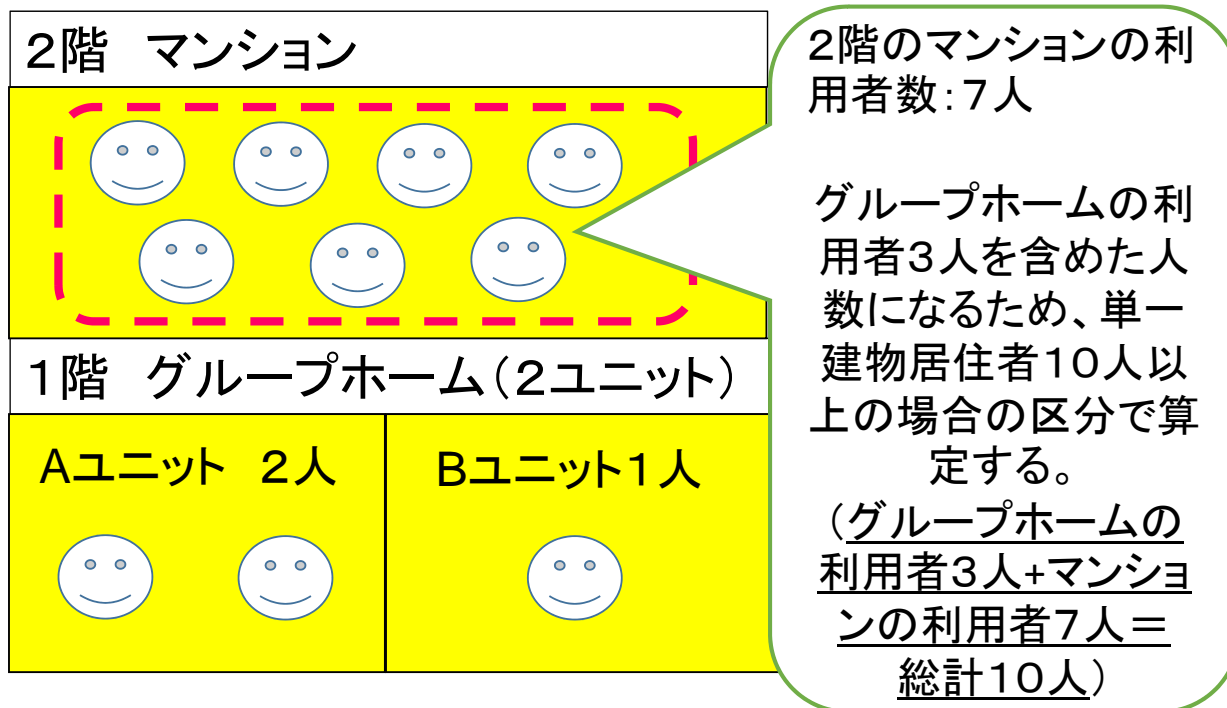 ２階　マンション
１階　グループホーム（２ユニット）
Aユニット　２人
Bユニット１人
２階のマンションの利
用者数：７人
グループホームの利
用者３人を含めた人
数になるため、単一
建物居住者１０人以
上の場合の区分で算
定する。
（グループホームの
利用者３人+マンショ
ンの利用者７人＝
総計１０人）